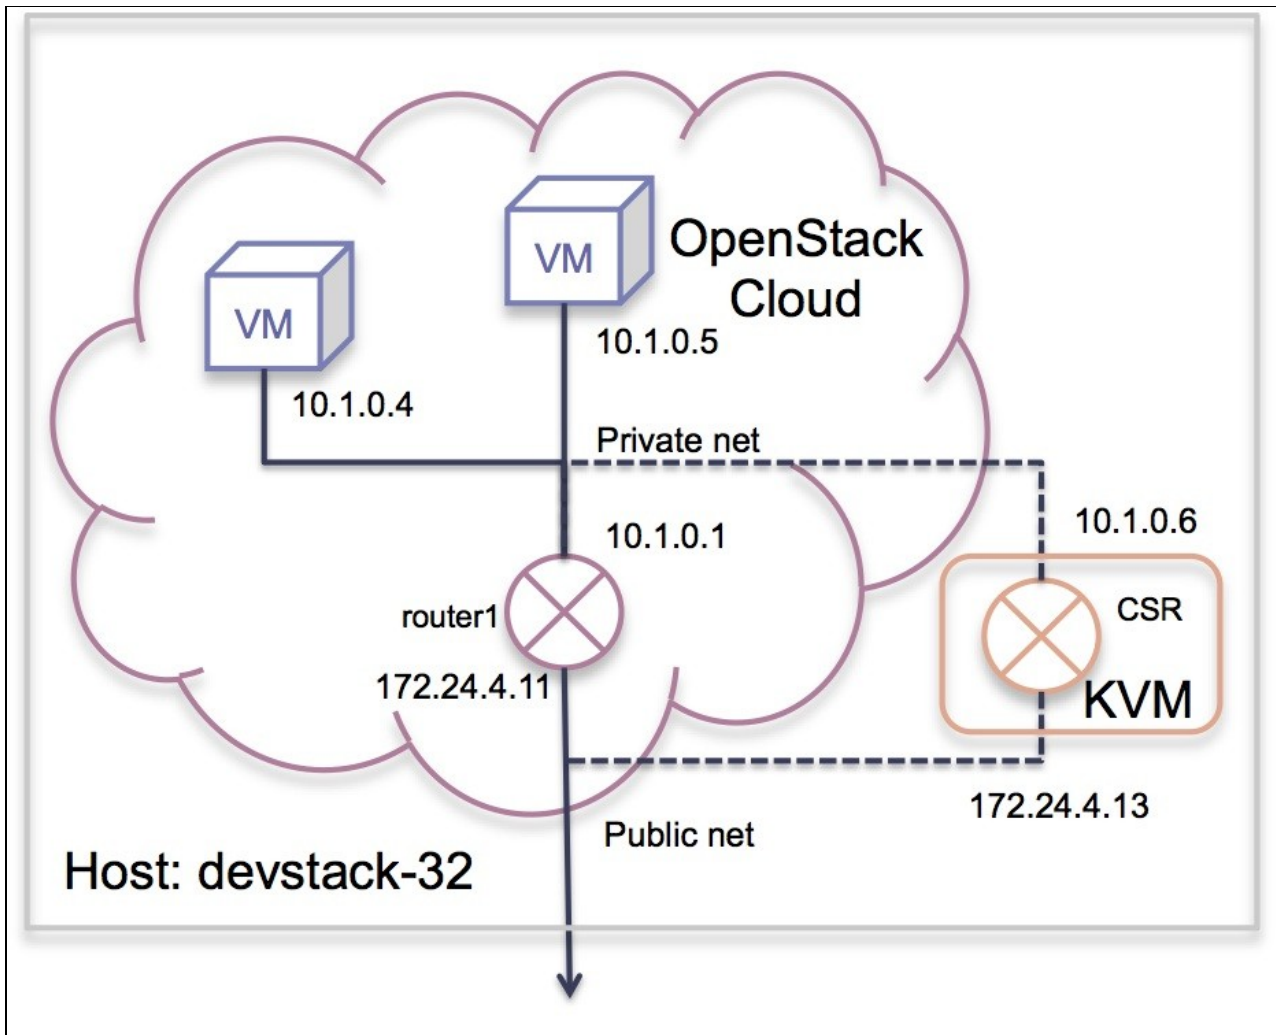 VM
OpenStack
Cloud
VM
10.1.0.5
10.1.0.4
Private net
10.1.0.6
10.1.0.1
router1
CSR
172.24.4.11
KVM
172.24.4.13
Public net
Host: devstack-32